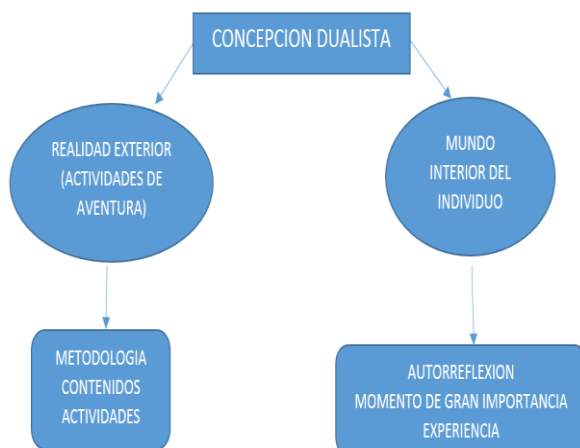 CONCEPCION DUALISTA
REALIDAD EXTERIOR
(ACTIVIDADES DE
AVENTURA)
MUNDO
INTERIOR DEL
INDIVIDUO
METODOLOGIA
CONTENIDOS
ACTIVIDADES
AUTORREFLEXION
MOMENTO DE GRAN IMPORTANCIA
EXPERIENCIA